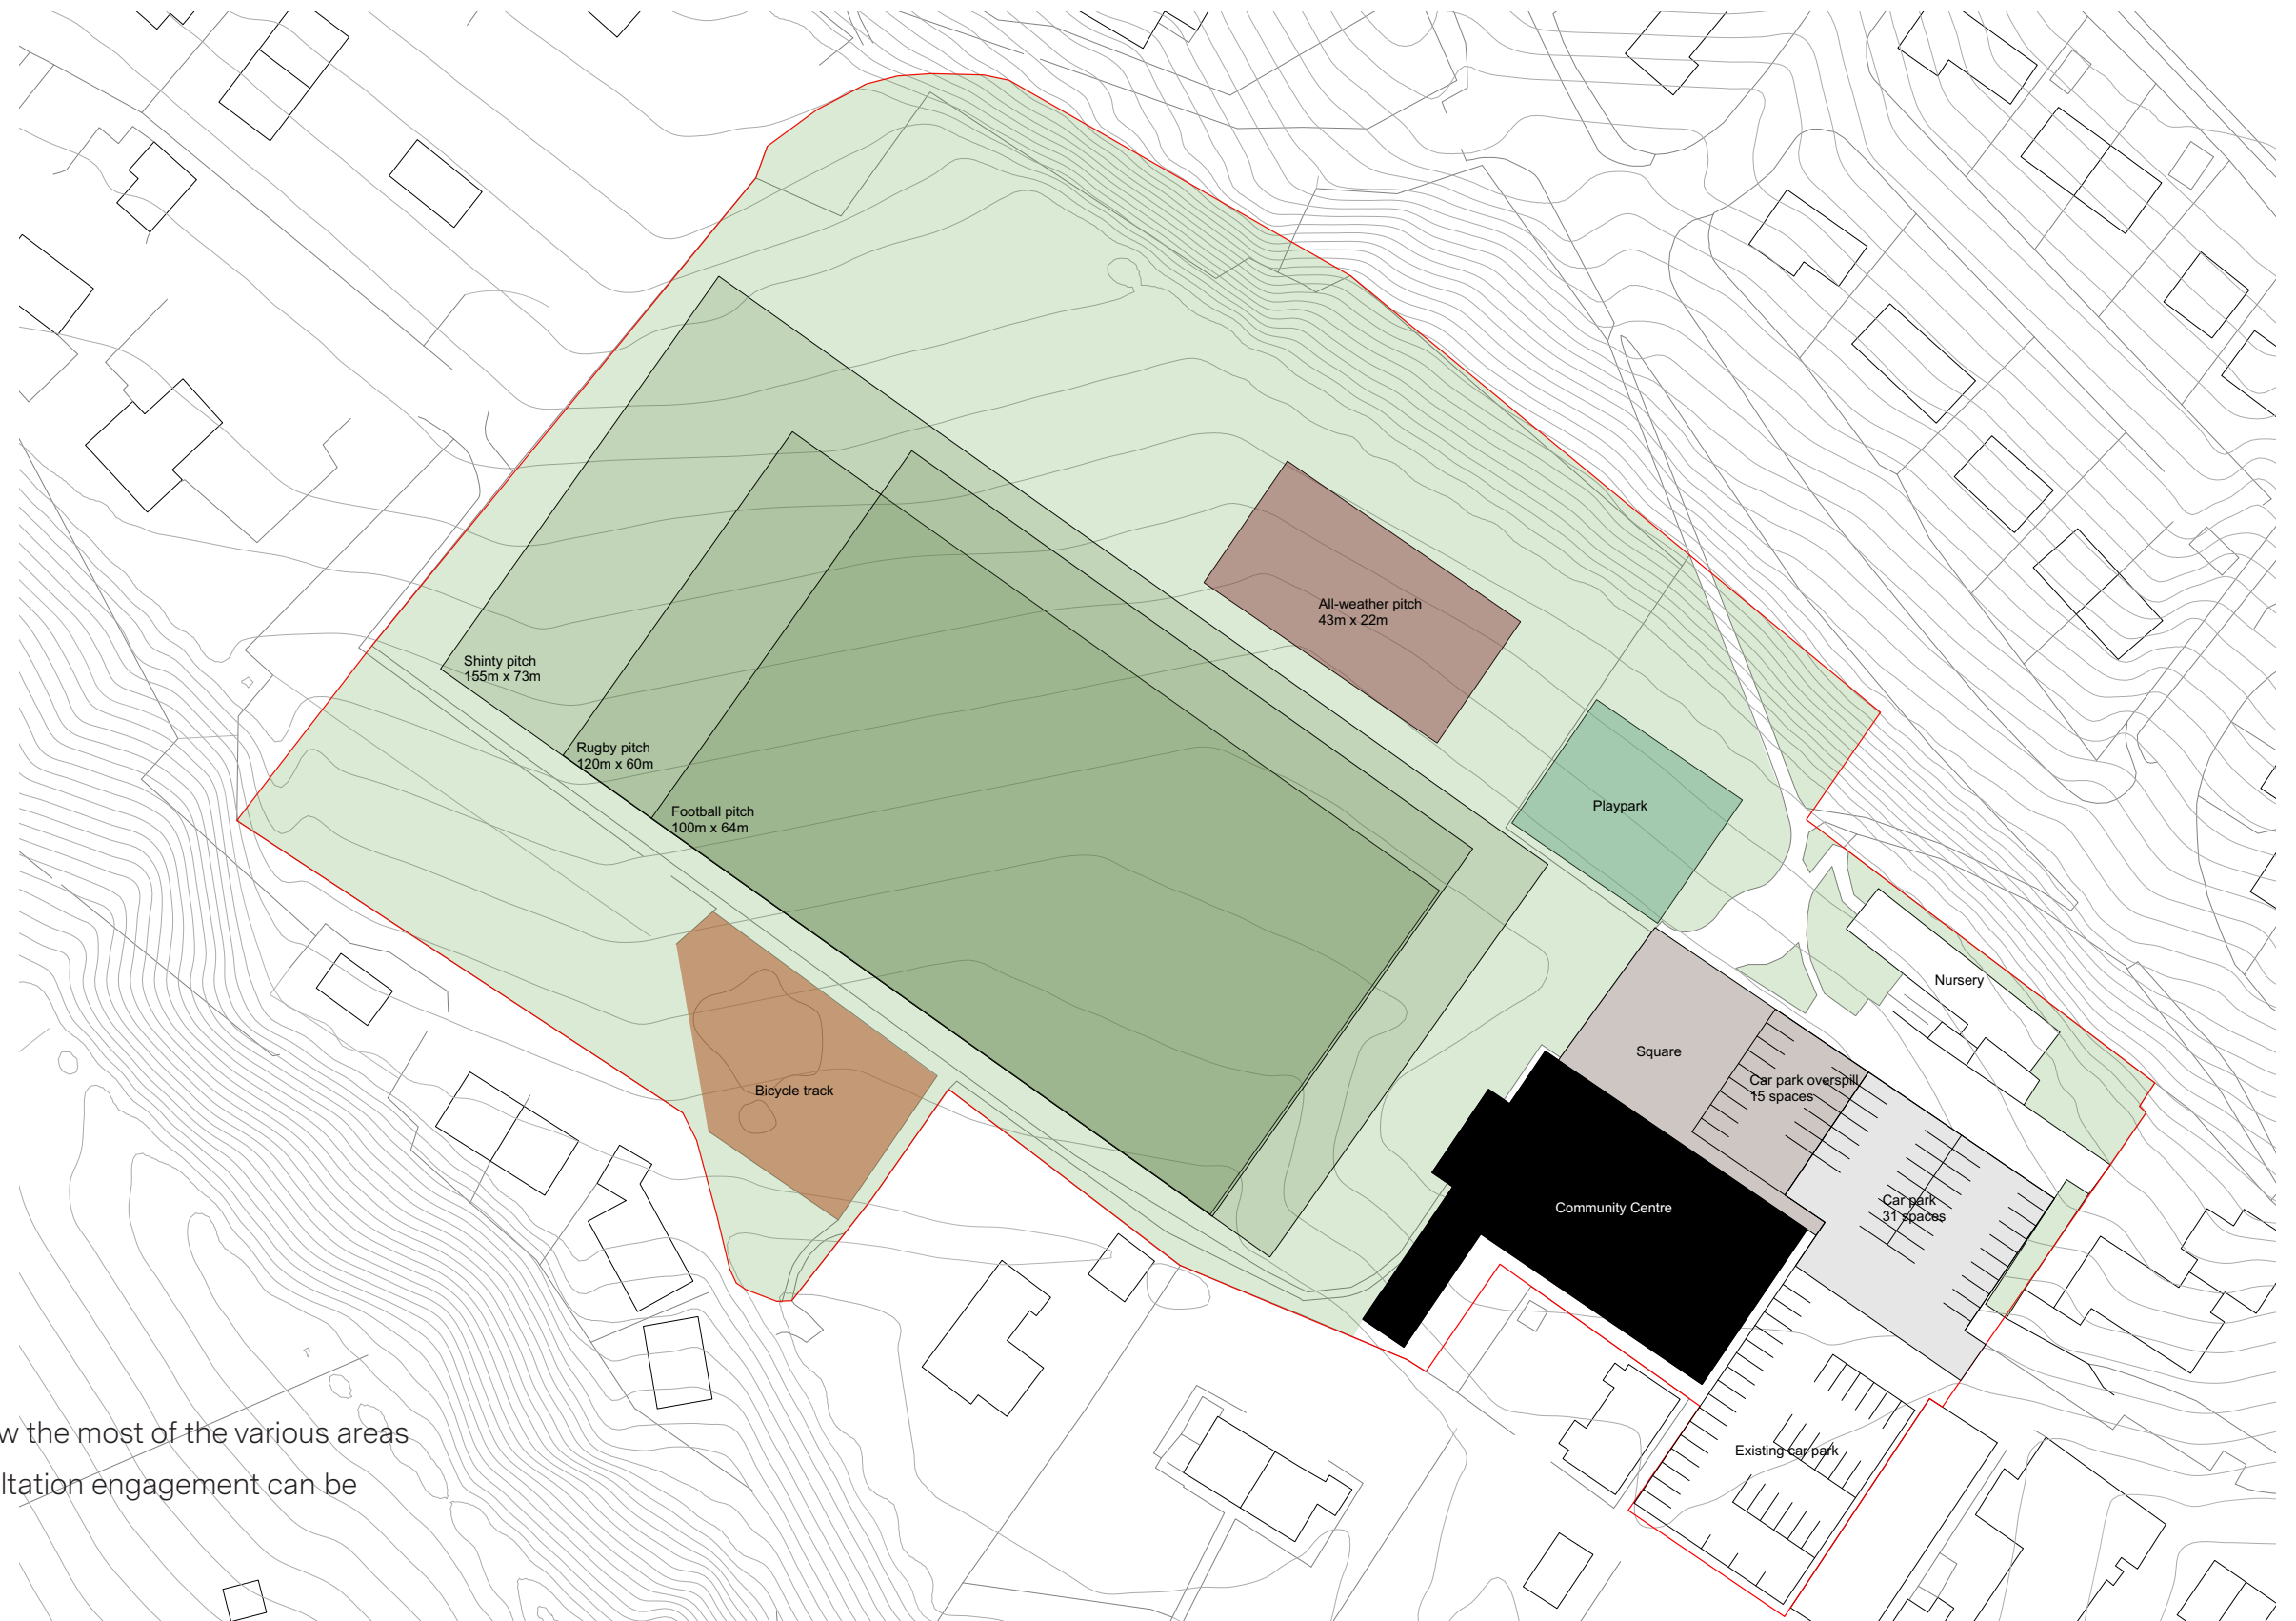 All-weather pitch
43m x 22m
Shinty pitch
155m x 73m
Rugby pitch
120m x 60m
Football pitch
100m x 64m
Playpark
Nursery
Square
Car park overspill
15 spaces
Bicycle track
Community Centre
Car park
31 spaces
Existing car park
the most of the various areas
engagement can be